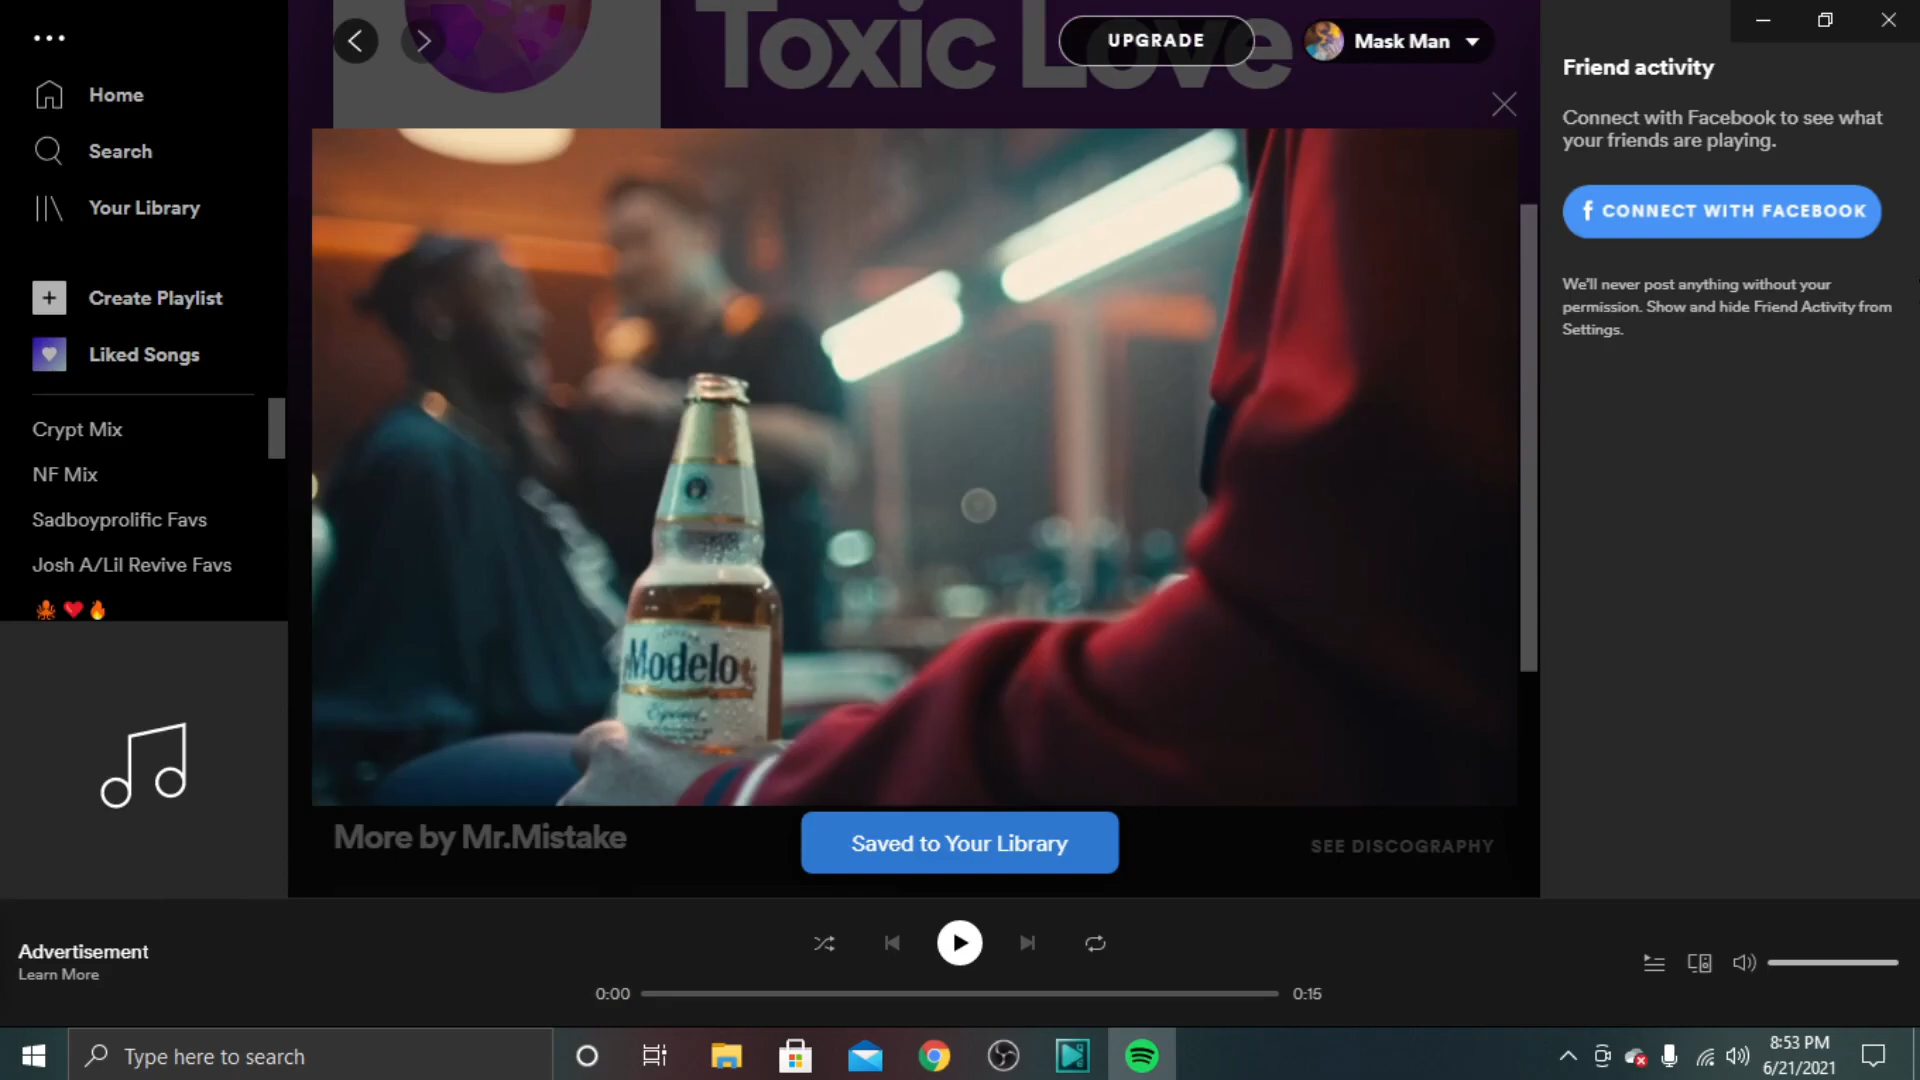 Toxic Love
UPGRADE
Mask Man
Home
Search
Your Library
Create Playlist
Liked Songs
Crypt Mix
NF Mix
Sadboyprolific Favs
Josh A/Lil Revive Favs
Friend activity
Connect with Facebook to see what
your friends are playing.
f CONNECT WITH FACEBOOK
We'll never post anything without your
permission. Show and hide Friend Activity from
Settings.
Modelo
Especial
More by Mr.Mistake
Saved to Your Library
SEE DISCOGRAPHY
Advertisement
Learn More
0:00
0:15
Type here to search
8:53 PM
6/21/2021